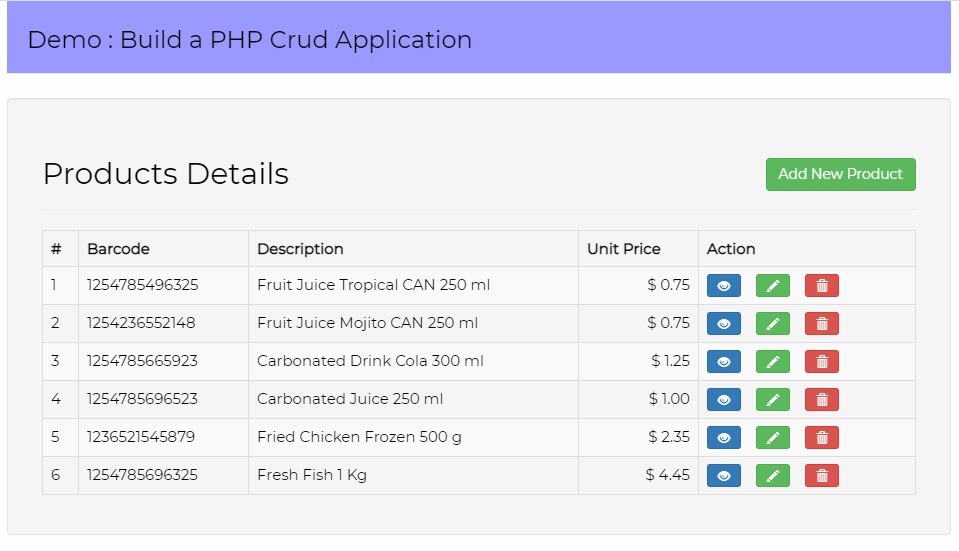 Demo : Build a PHP Crud Application
Products Details
Add New Product
# Barcode Description Unit Price Action
1 1254785496325 Fruit Juice Tropical CAN 250 ml $ 0.75
2 1254236552148 Fruit Juice Mojito CAN 250 ml $ 0.75
3 1254785665923 Carbonated Drink Cola 300 ml $ 1.25
4 1254785696523 Carbonated Juice 250 ml $ 1.00
5 1236521545879 Fried Chicken Frozen 500 g $ 2.35
6 1254785696325 Fresh Fish 1 Kg $ 4.45